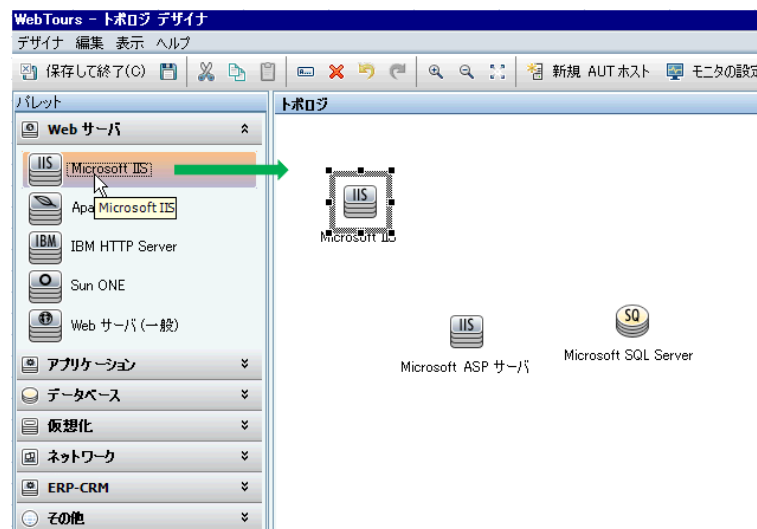 WebTours - トポロジ デザイナ
デザイナ 編集 表示 ヘルプ
保存して終了(O) 新規 AUT ホスト モニタの設定
パレット
トポロジ
Web サーバ
IIS Microsoft IIS
Apa Microsoft IIS
IBM IBM HTTP Server
Sun ONE
Web サーバ (一般)
アプリケーション
データベース
仮想化
ネットワーク
ERP-CRM
その他
IIS
Microsoft IIS
IIS
Microsoft ASP サーバ
SQ
Microsoft SQL Server